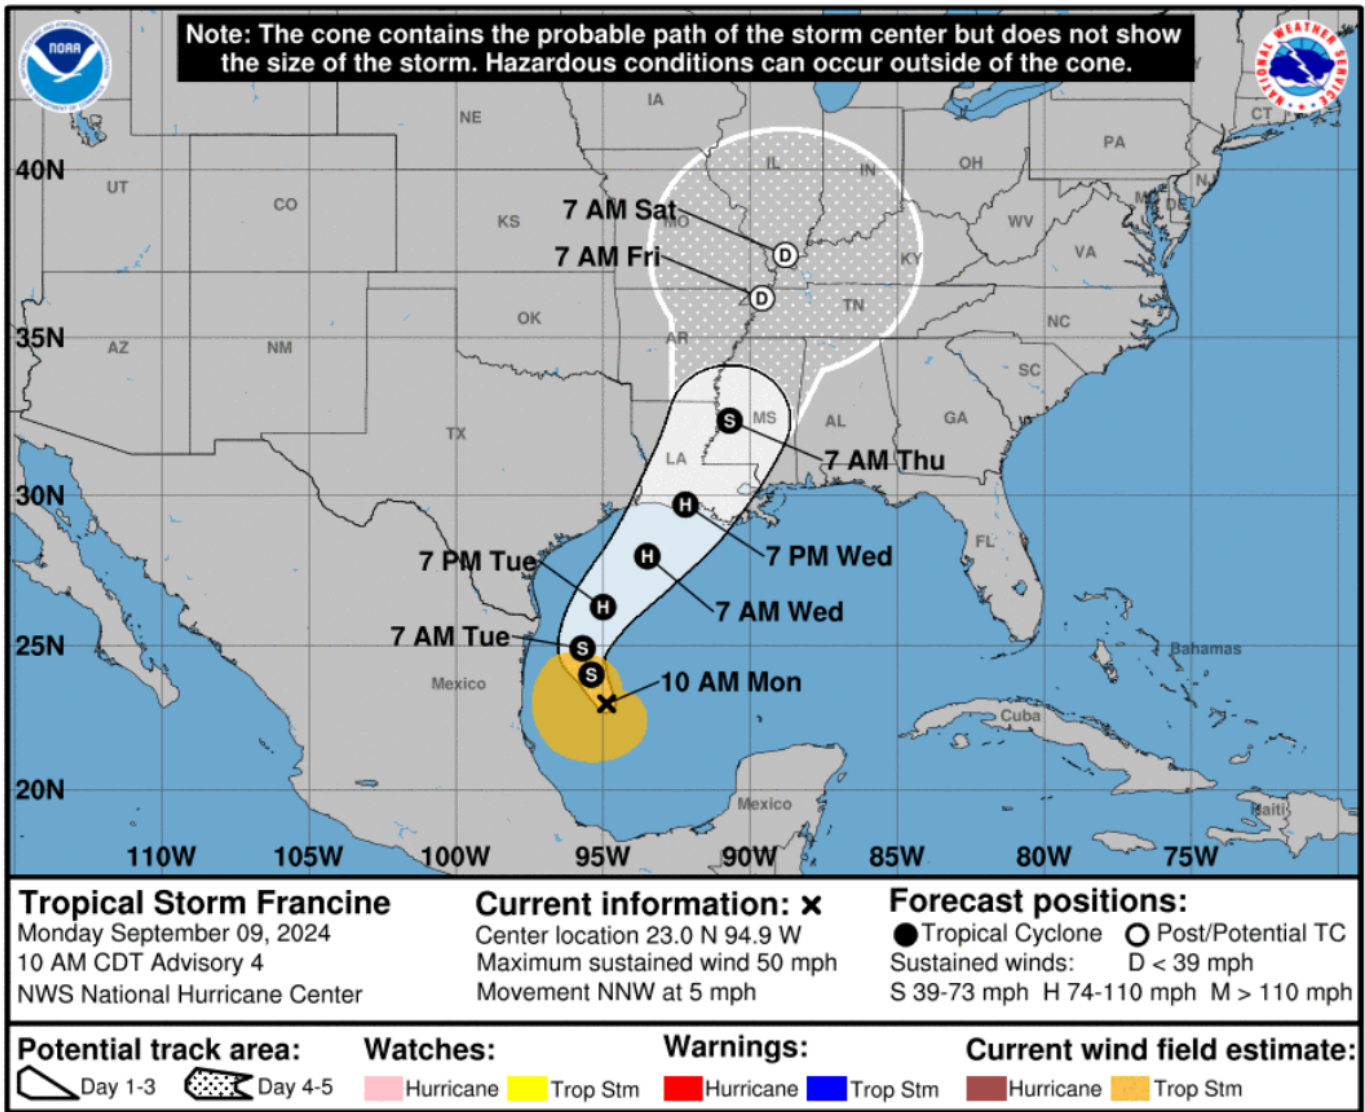 Note: The cone contains the probable path of the storm center but does not show
the size of the storm. Hazardous conditions can occur outside of the cone.
NOAA
NATIONAL WEATHER SERVICE
IA
NE
CT
PA
40N
IL
IN
OH
UT
CO
NJ
DE
7 AM Sat
MO
KS
WV
VA
7 AM Fri
KY
D
D
TN
OK
NC
35N
AR
AZ
NM
SC
S
MS
AL
GA
TX
LA
7 AM Thu
30N
H
FL
7 PM Tue
H
7 PM Wed
H
7 AM Wed
7 AM Tue
S
25N
Bahamas
S
Mexico
10 AM Mon
Cuba
20N
Mexico
Haiti
110W 105W 100W 95W 90W 85W 80W 75W
Tropical Storm Francine
Monday September 09, 2024
10 AM CDT Advisory 4
NWS National Hurricane Center
Current information: x
Center location 23.0 N 94.9 W
Maximum sustained wind 50 mph
Movement NNW at 5 mph
Forecast positions:
Tropical Cyclone Post/Potential TC
Sustained winds: D < 39 mph
S 39-73 mph H 74-110 mph M > 110 mph
Potential track area:
Day 1-3 Day 4-5
Watches:
Hurricane Trop Stm
Warnings:
Hurricane Trop Stm
Current wind field estimate:
Hurricane Trop Stm